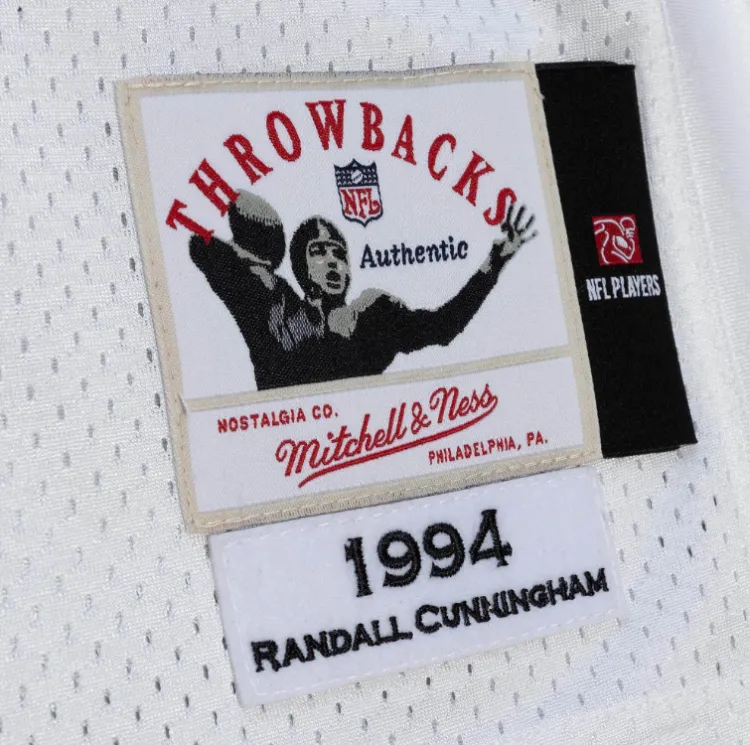 THROWBACKS
NFL
Authentic
NFL PLAYERS
NOSTALGIA CO.
Mitchell & Ness
PHILADELPHIA, PA.
1994
RANDALL CUNNINGHAM